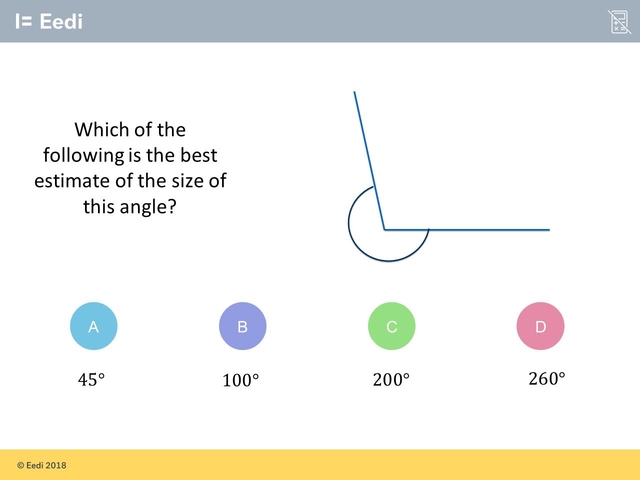 Eedi
Which of the
following is the best
estimate of the size of
this angle?
A
B
C
D
45°
100°
200°
260°
© Eedi 2018